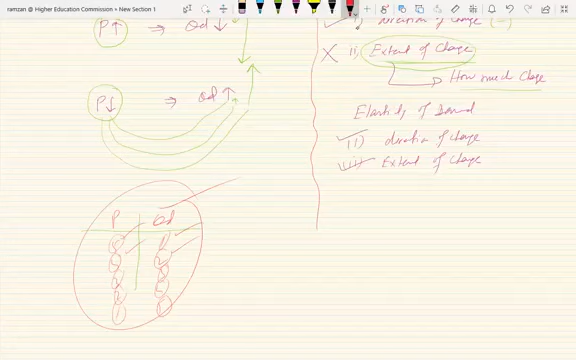 ramzan @ Higher Education Commission » New Section 1
P↑ ⇒ Qd ↓
P↓ ⇒ Qd ↑
P Qd
i) direction of change (-)
X ii) Extent of Change
How much Change
Elasticity of Demand
i) direction of change
ii) Extent of Change